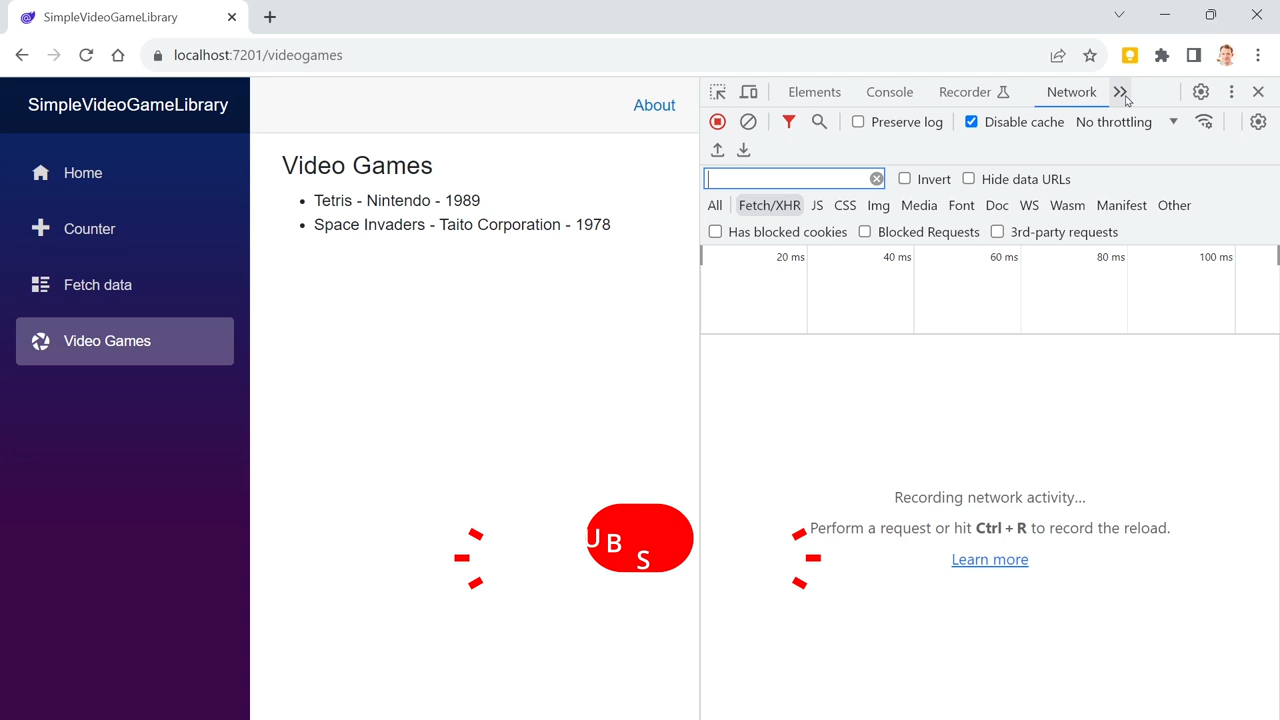 SimpleVideoGameLibrary
localhost:7201/videogames
SimpleVideoGameLibrary
Home
Counter
Fetch data
Video Games
About
Video Games
Tetris - Nintendo - 1989
Space Invaders - Taito Corporation - 1978
UBS
Elements Console Recorder Network
Preserve log Disable cache No throttling
Invert Hide data URLs
All Fetch/XHR JS CSS Img Media Font Doc WS Wasm Manifest Other
Has blocked cookies Blocked Requests 3rd-party requests
20 ms 40 ms 60 ms 80 ms 100 ms
Recording network activity...
Perform a request or hit Ctrl + R to record the reload.
Learn more